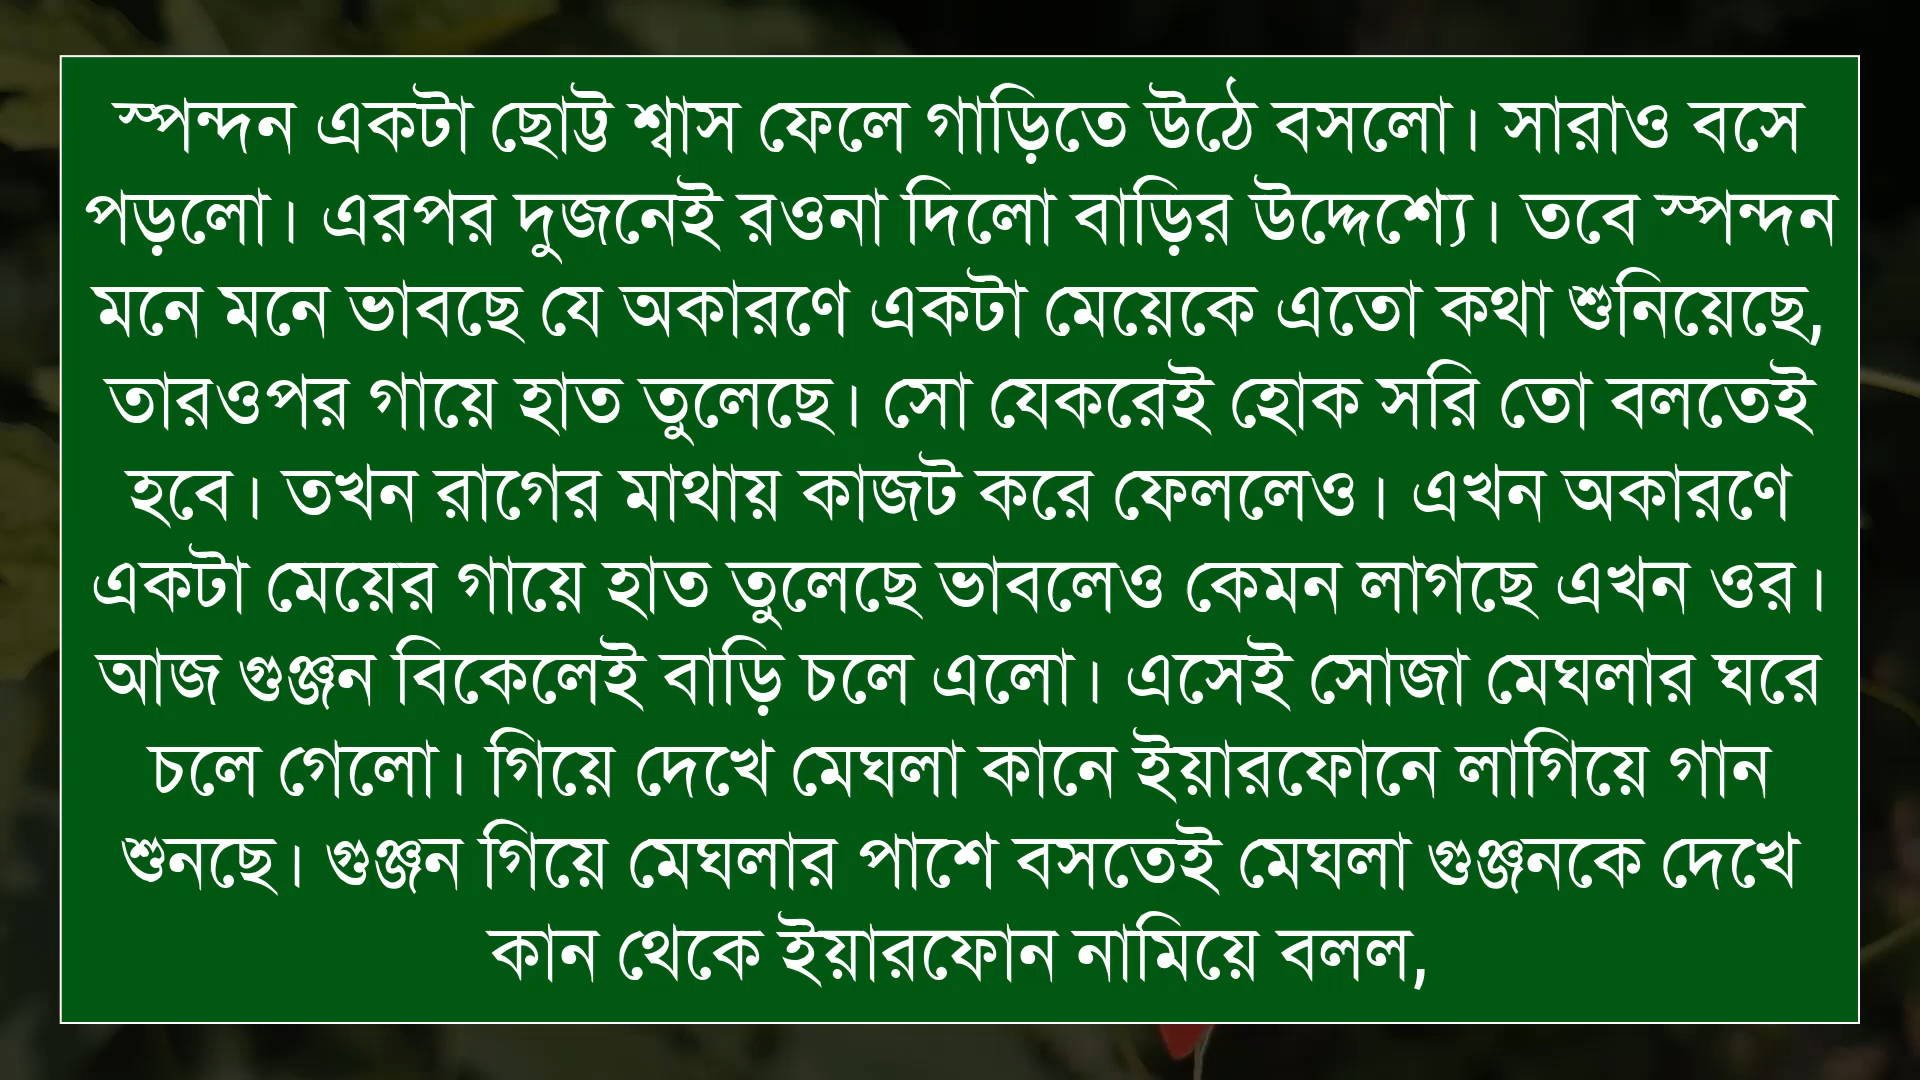 স্পন্দন একটা ছোট্ট শ্বাস ফেলে গাড়িতে উঠে বসলো। সারাও বসে
পড়লো। এরপর দুজনেই রওনা দিলো বাড়ির উদ্দেশ্যে। তবে স্পন্দন
মনে মনে ভাবছে যে অকারণে একটা মেয়েকে এতো কথা শুনিয়েছে,
তারওপর গায়ে হাত তুলেছে। সো যেকরেই হোক সরি তো বলতেই
হবে। তখন রাগের মাথায় কাজট করে ফেললেও। এখন অকারণে
একটা মেয়ের গায়ে হাত তুলেছে ভাবলেও কেমন লাগছে এখন ওর।
আজ গুঞ্জন বিকেলেই বাড়ি চলে এলো। এসেই সোজা মেঘলার ঘরে
চলে গেলো। গিয়ে দেখে মেঘলা কানে ইয়ারফোনে লাগিয়ে গান
শুনছে। গুঞ্জন গিয়ে মেঘলার পাশে বসতেই মেঘলা গুঞ্জনকে দেখে
কান থেকে ইয়ারফোন নামিয়ে বলল,